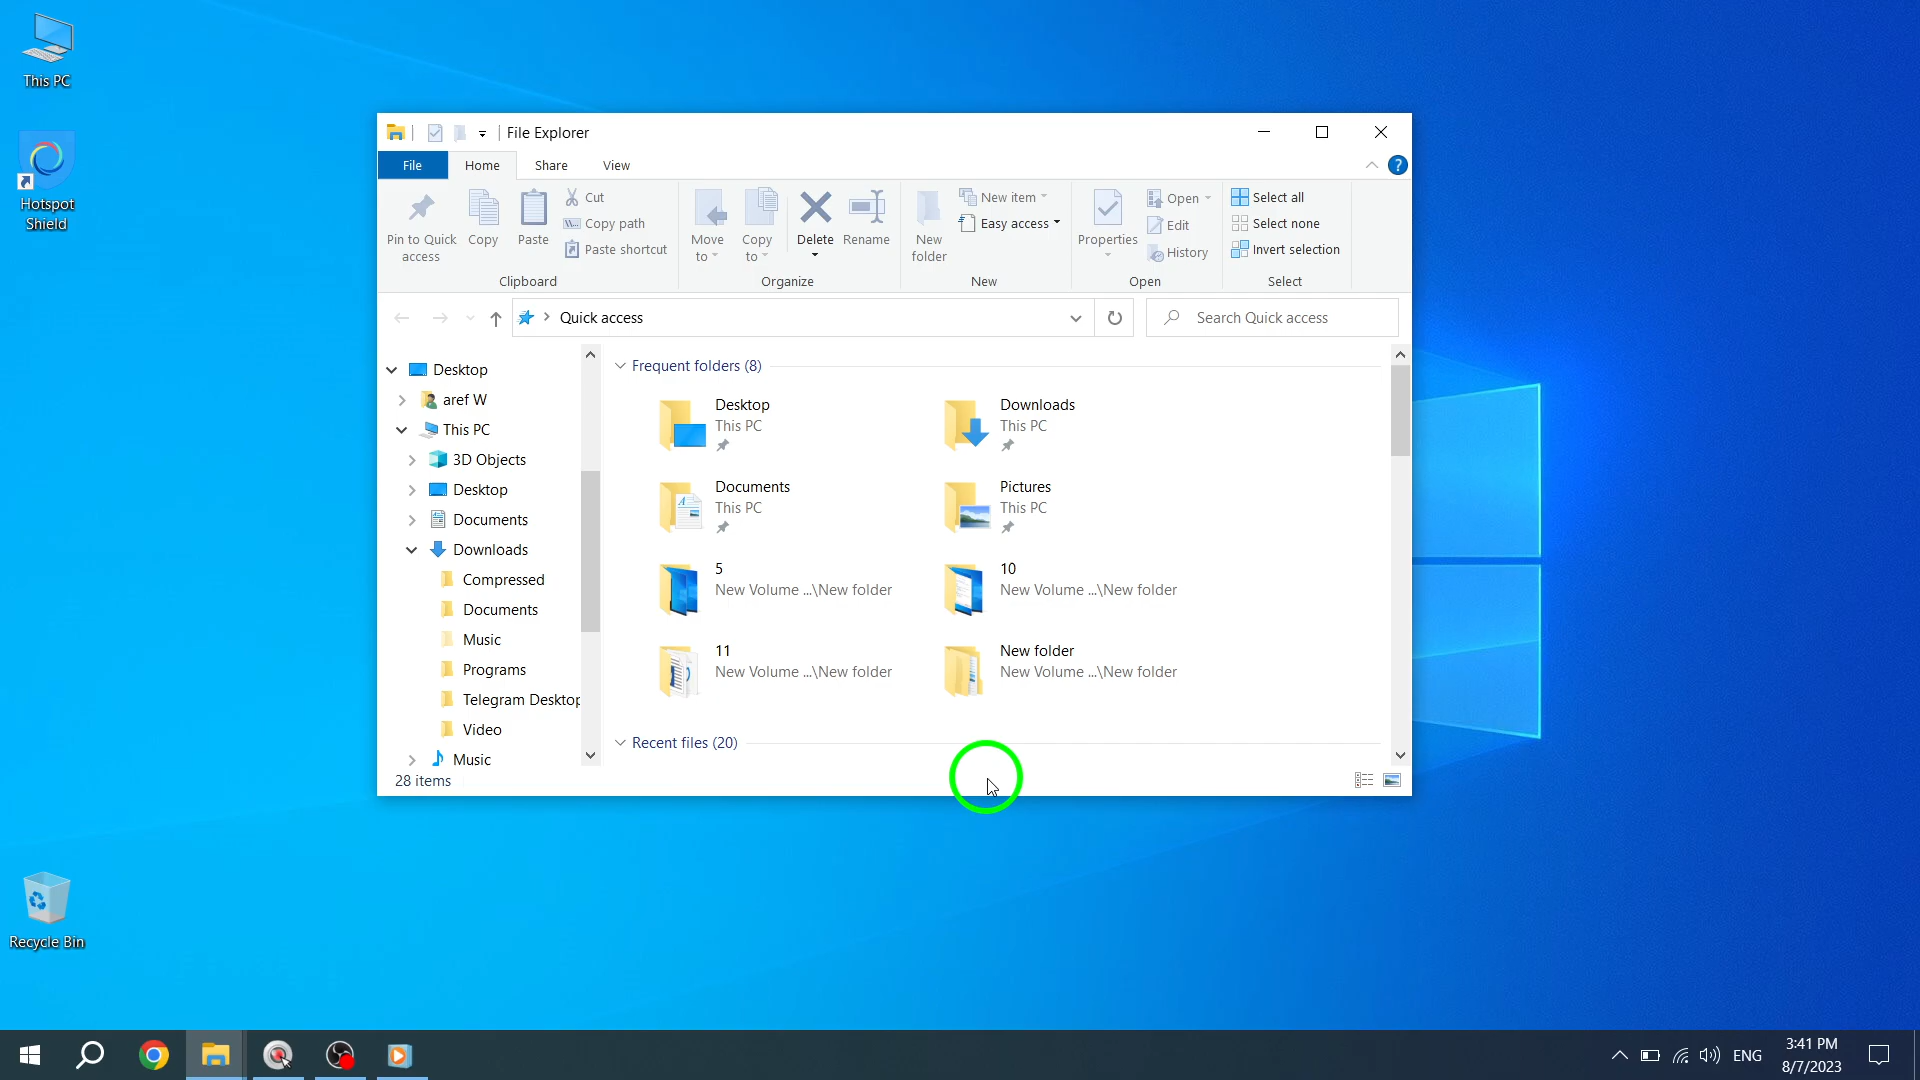 This PC
Hotspot
Shield
Recycle Bin
File Explorer
File
Home
Share
View
?
Pin to Quick
access
Copy
Paste
Cut
Copy path
Paste shortcut
Clipboard
Move
to
Copy
to
Delete
Rename
Organize
New
folder
New item
Easy access
New
Properties
Open
Edit
History
Open
Select all
Select none
Invert selection
Select
Quick access
Search Quick access
Desktop
aref W
This PC
3D Objects
Desktop
Documents
Downloads
Compressed
Documents
Music
Programs
Telegram Desktop
Video
Music
Frequent folders (8)
Desktop
This PC
Downloads
This PC
Documents
This PC
Pictures
This PC
5
New Volume ...\New folder
10
New Volume ...\New folder
11
New Volume ...\New folder
New folder
New Volume ...\New folder
Recent files (20)
28 items
ENG
3:41 PM
8/7/2023